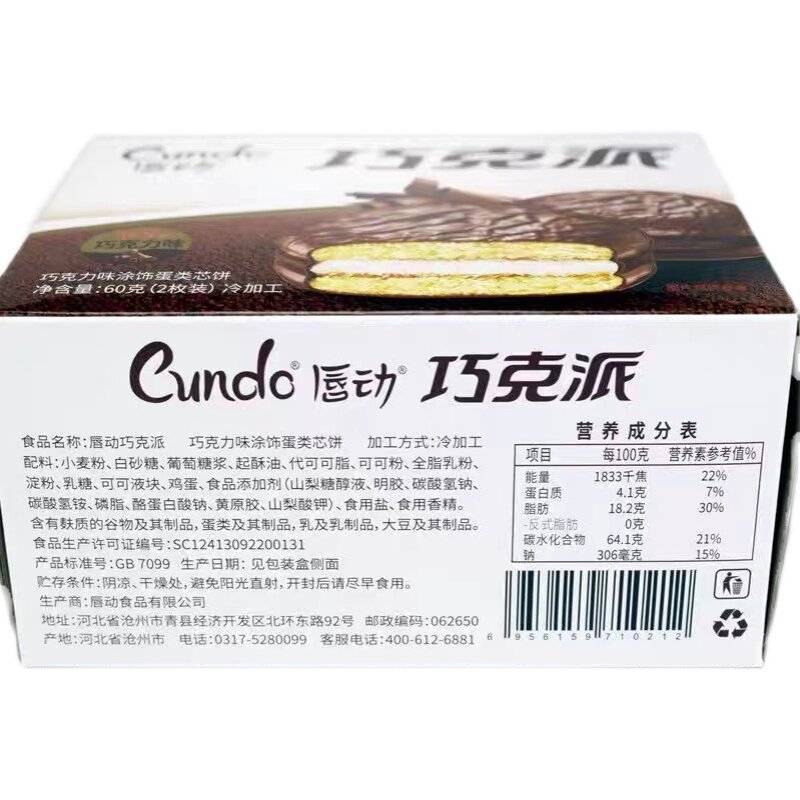 Cundo
唇动
巧克派
巧克力味
巧克力味涂饰蛋类芯饼
净含量:60克(2枚装) 冷加工
Cundo® 唇动® 巧克派
食品名称:唇动巧克派 巧克力味涂饰蛋类芯饼 加工方式:冷加工
配料:小麦粉、白砂糖、葡萄糖浆、起酥油、代可可脂、可可粉、全脂乳粉、
淀粉、乳糖、可可液块、鸡蛋、食品添加剂(山梨糖醇液、明胶、碳酸氢钠、
碳酸氢铵、磷脂、酪蛋白酸钠、黄原胶、山梨酸钾)、食用盐、食用香精。
含有麸质的谷物及其制品,蛋类及其制品,乳及乳制品,大豆及其制品。
食品生产许可证编号:SC12413092200131
产品标准号:GB 7099 生产日期:见包装盒侧面
贮存条件:阴凉、干燥处,避免阳光直射,开封后请尽早食用。
生产商:唇动食品有限公司
地址:河北省沧州市青县经济开发区北环东路92号 邮政编码:062650
产地:河北省沧州市 电话:0317-5280099 客服电话:400-612-6881
营养成分表
项目 每100克 营养素参考值%
能量 1833千焦 22%
蛋白质 4.1克 7%
脂肪 18.2克 30%
-反式脂肪 0克
碳水化合物 64.1克 21%
钠 306毫克 15%
6 956159 710212